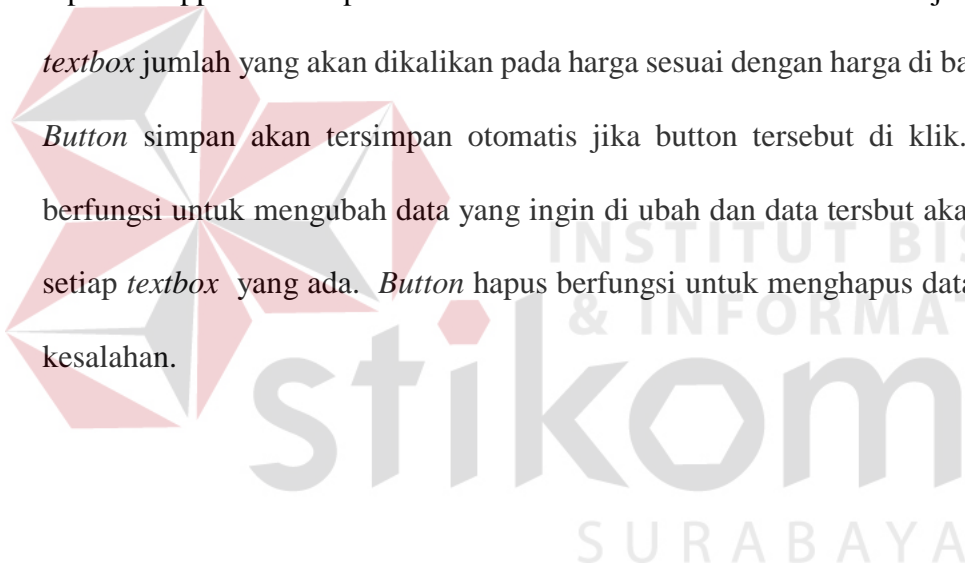 textbox jumlah yang akan dikalikan pada harga sesuai dengan harga di ba
Button simpan akan tersimpan otomatis jika button tersebut di klik.
berfungsi untuk mengubah data yang ingin di ubah dan data tersbut aka
setiap textbox yang ada. Button hapus berfungsi untuk menghapus data
kesalahan.
INSTITUT BIS
& INFORMAT
stikom
SURABAYA